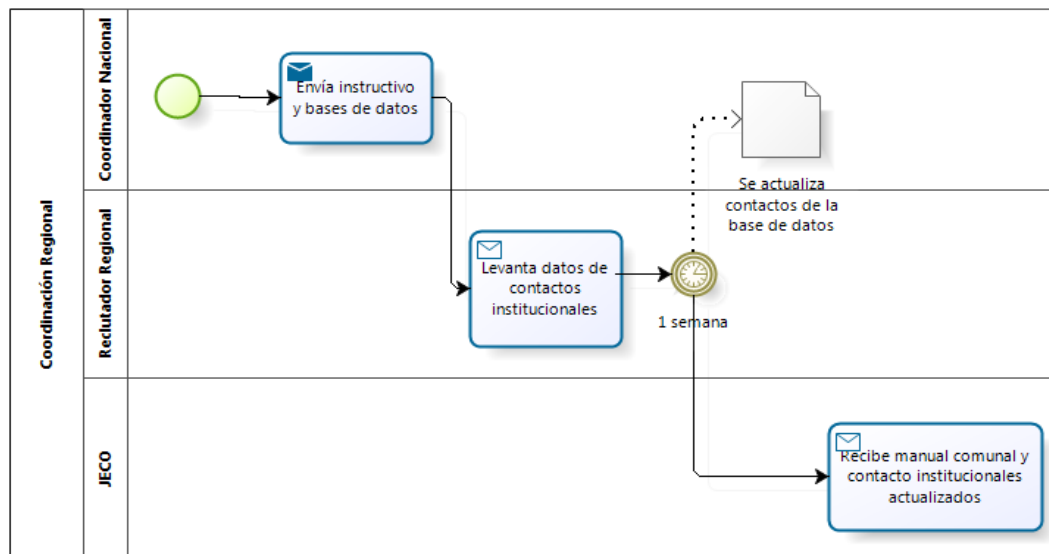 Coordinación Regional
Coordinador Nacional
Envía instructivo
y bases de datos
Se actualiza
contactos de la
base de datos
Reclutador Regional
Levanta datos de
contactos
institucionales
1 semana
JECO
Recibe manual comunal y
contacto institucionales
actualizados